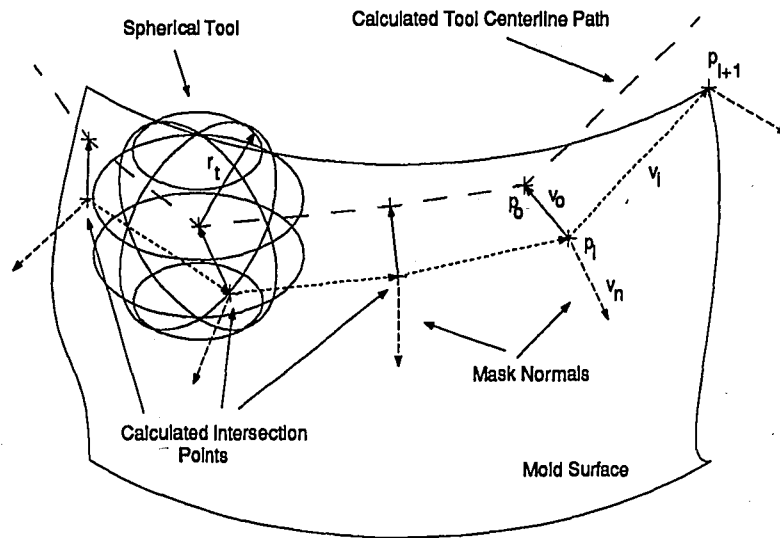 Calculated Tool Centerline Path
Spherical Tool
p
i+1
r
t
v
i
v
o
p
o
p
i
v
n
Mask Normals
Calculated Intersection
Points
Mold Surface